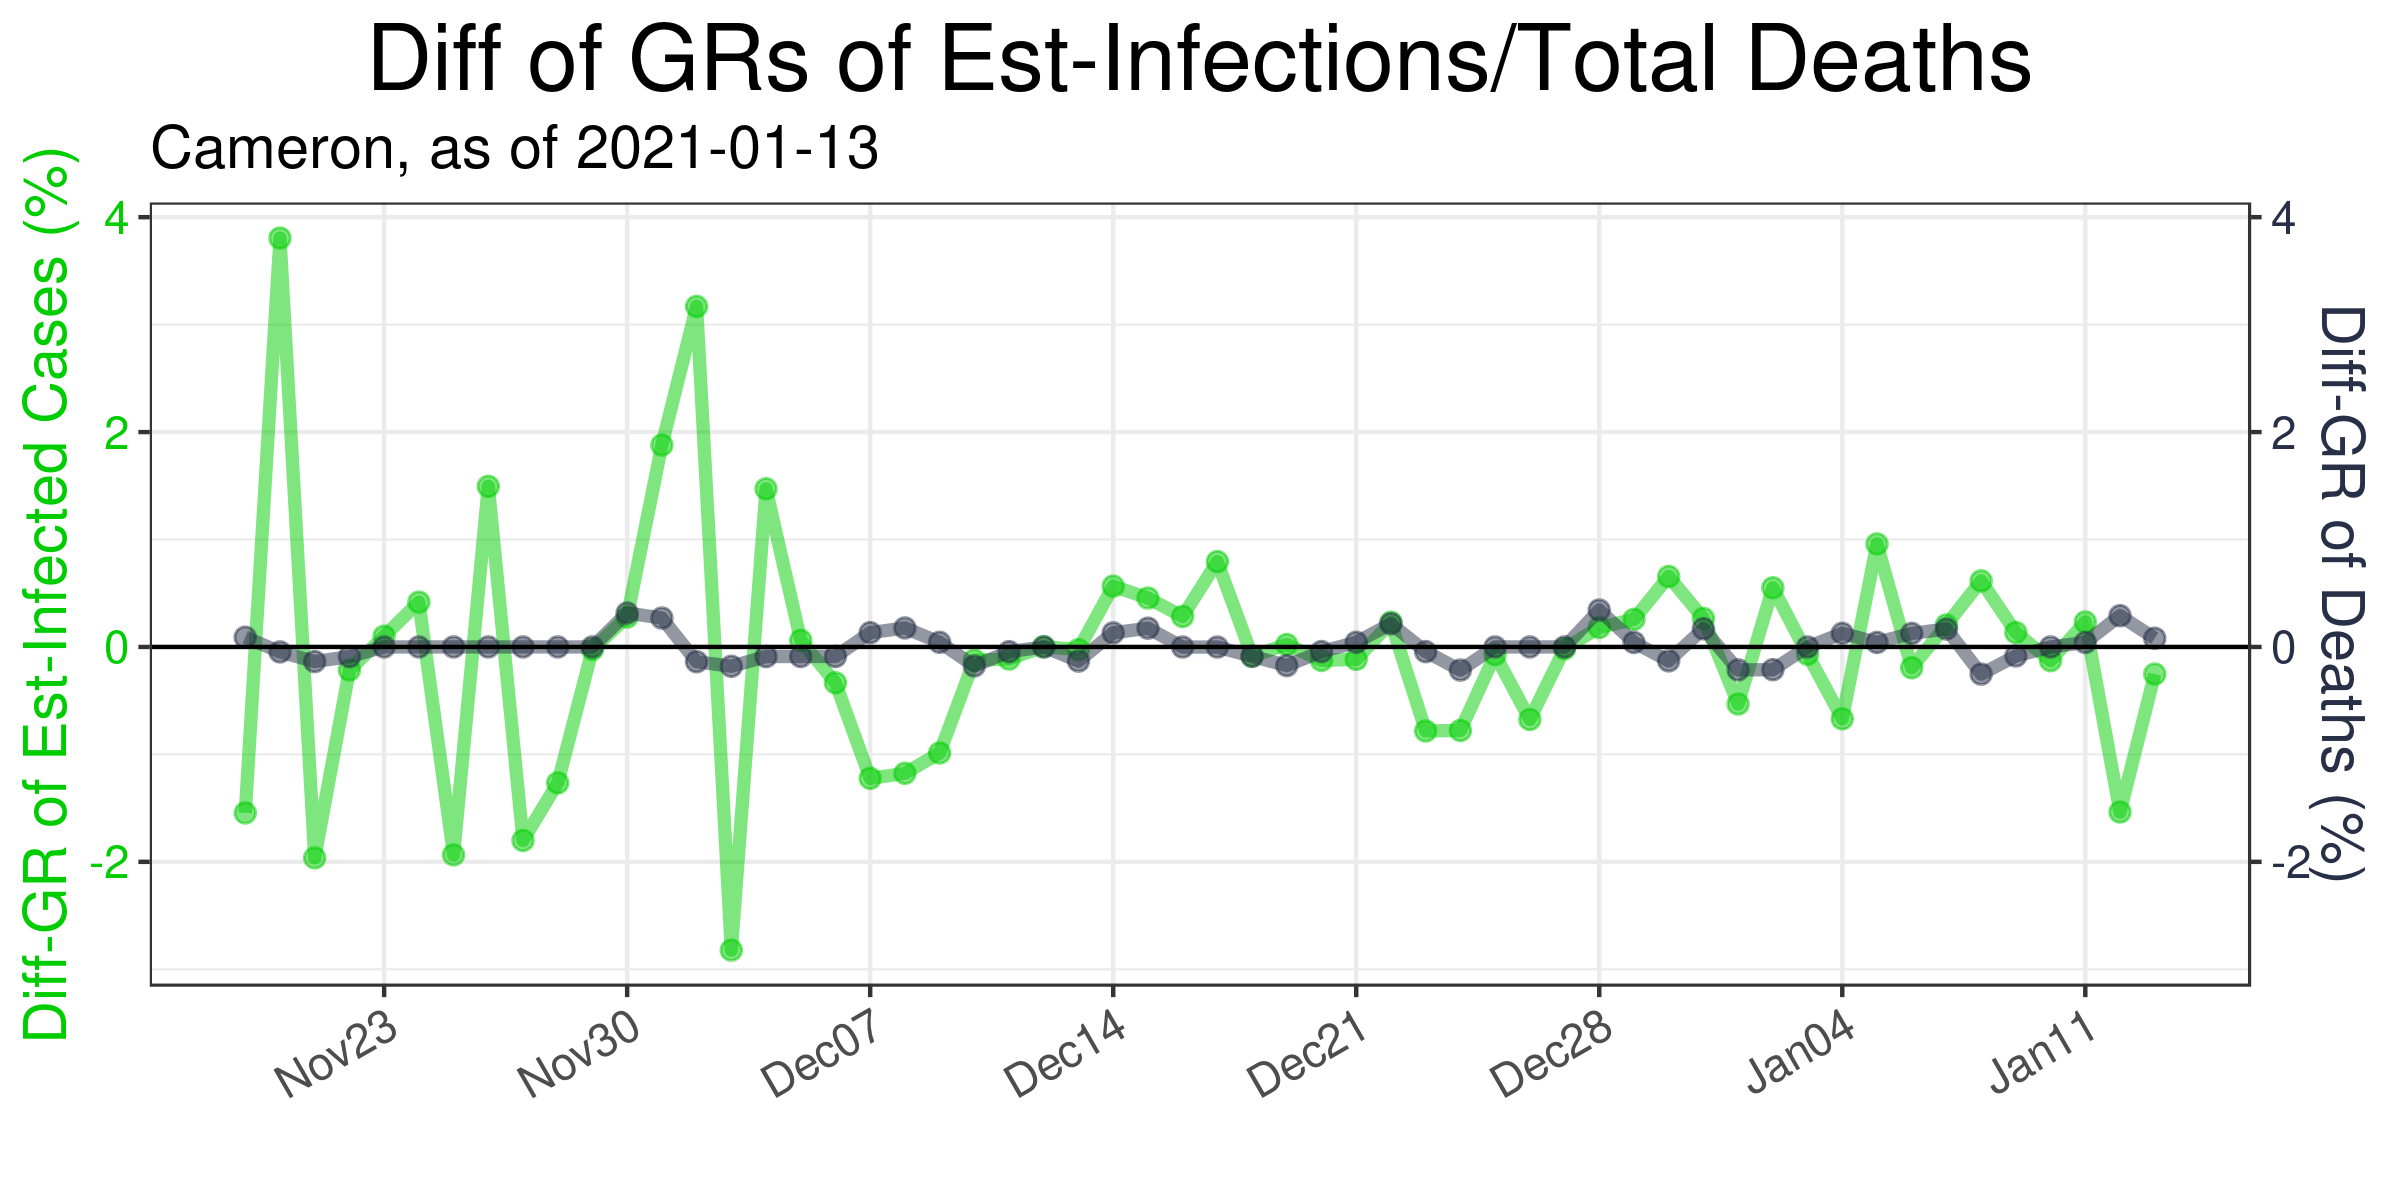 Diff of GRs of Est-Infections/Total Deaths
Cameron, as of 2021-01-13
Diff-GR of Est-Infected Cases (%)
4
2
0
-2
4
2
0
-2
Diff-GR of Deaths (%)
Nov23
Nov30
Dec07
Dec14
Dec21
Dec28
Jan04
Jan11